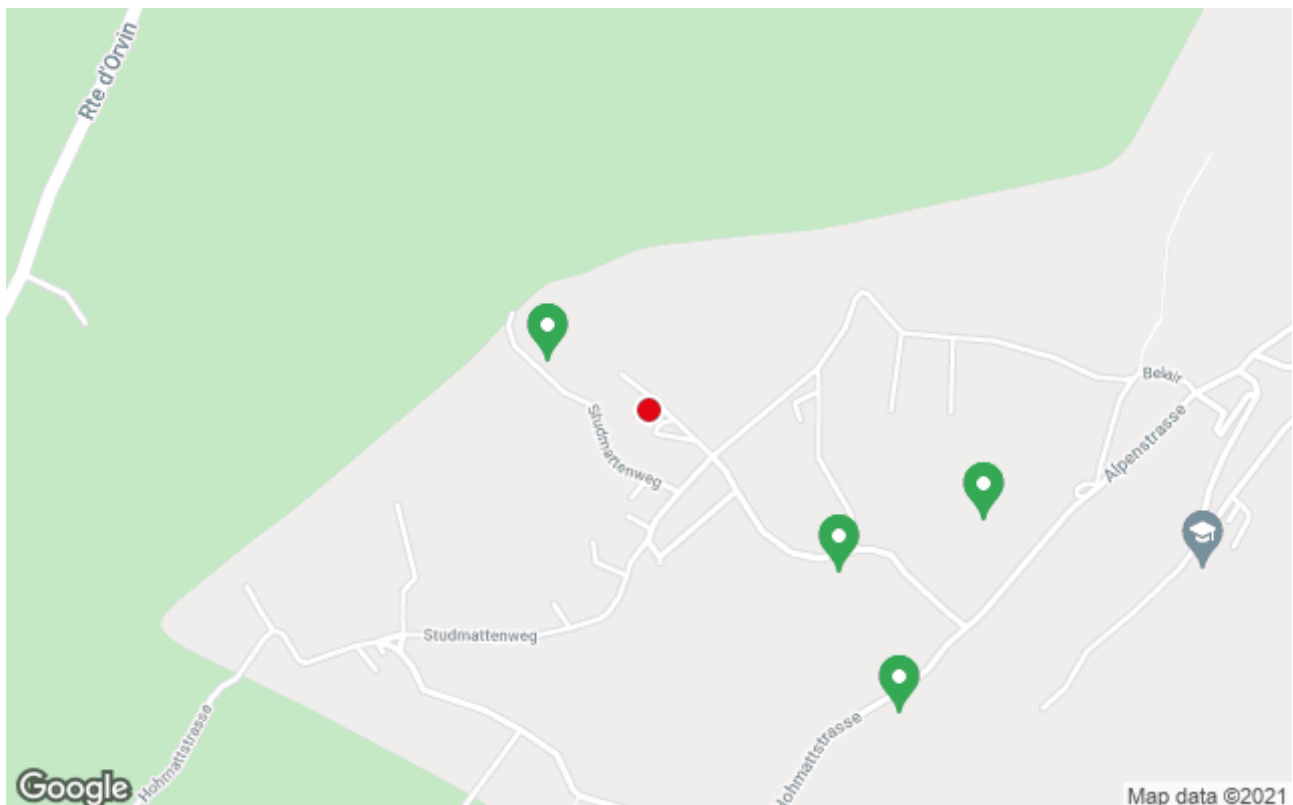 Rte d'Orvin
Belair
Alpenstrasse
Studmattenweg
Studmattenweg
Hohmattstrasse
Hohmattstrasse
Google
Map data ©2021